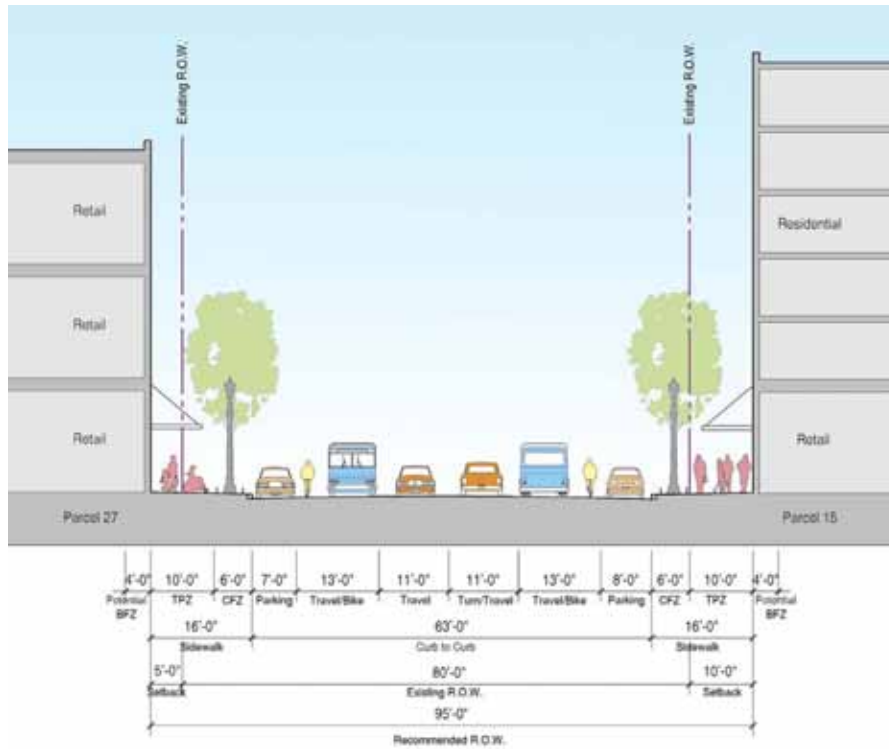 Existing R.O.W.
Existing R.O.W.
Retail
Residential
Retail
Retail
Retail
Parcel 27
Parcel 15
4'-0" 10'-0" 6'-0" 7'-0" 13'-0" 11'-0" 11'-0" 13'-0" 8'-0" 6'-0" 10'-0" 4'-0"
Potential TPZ CFZ Parking Travel/Bike Travel Turn/Travel Travel/Bike Parking CFZ TPZ Potential
BFZ BFZ
16'-0" 63'-0" 16'-0"
Sidewalk Curb to Curb Sidewalk
5'-0" 80'-0" 10'-0"
Setback Existing R.O.W. Setback
95'-0"
Recommended R.O.W.